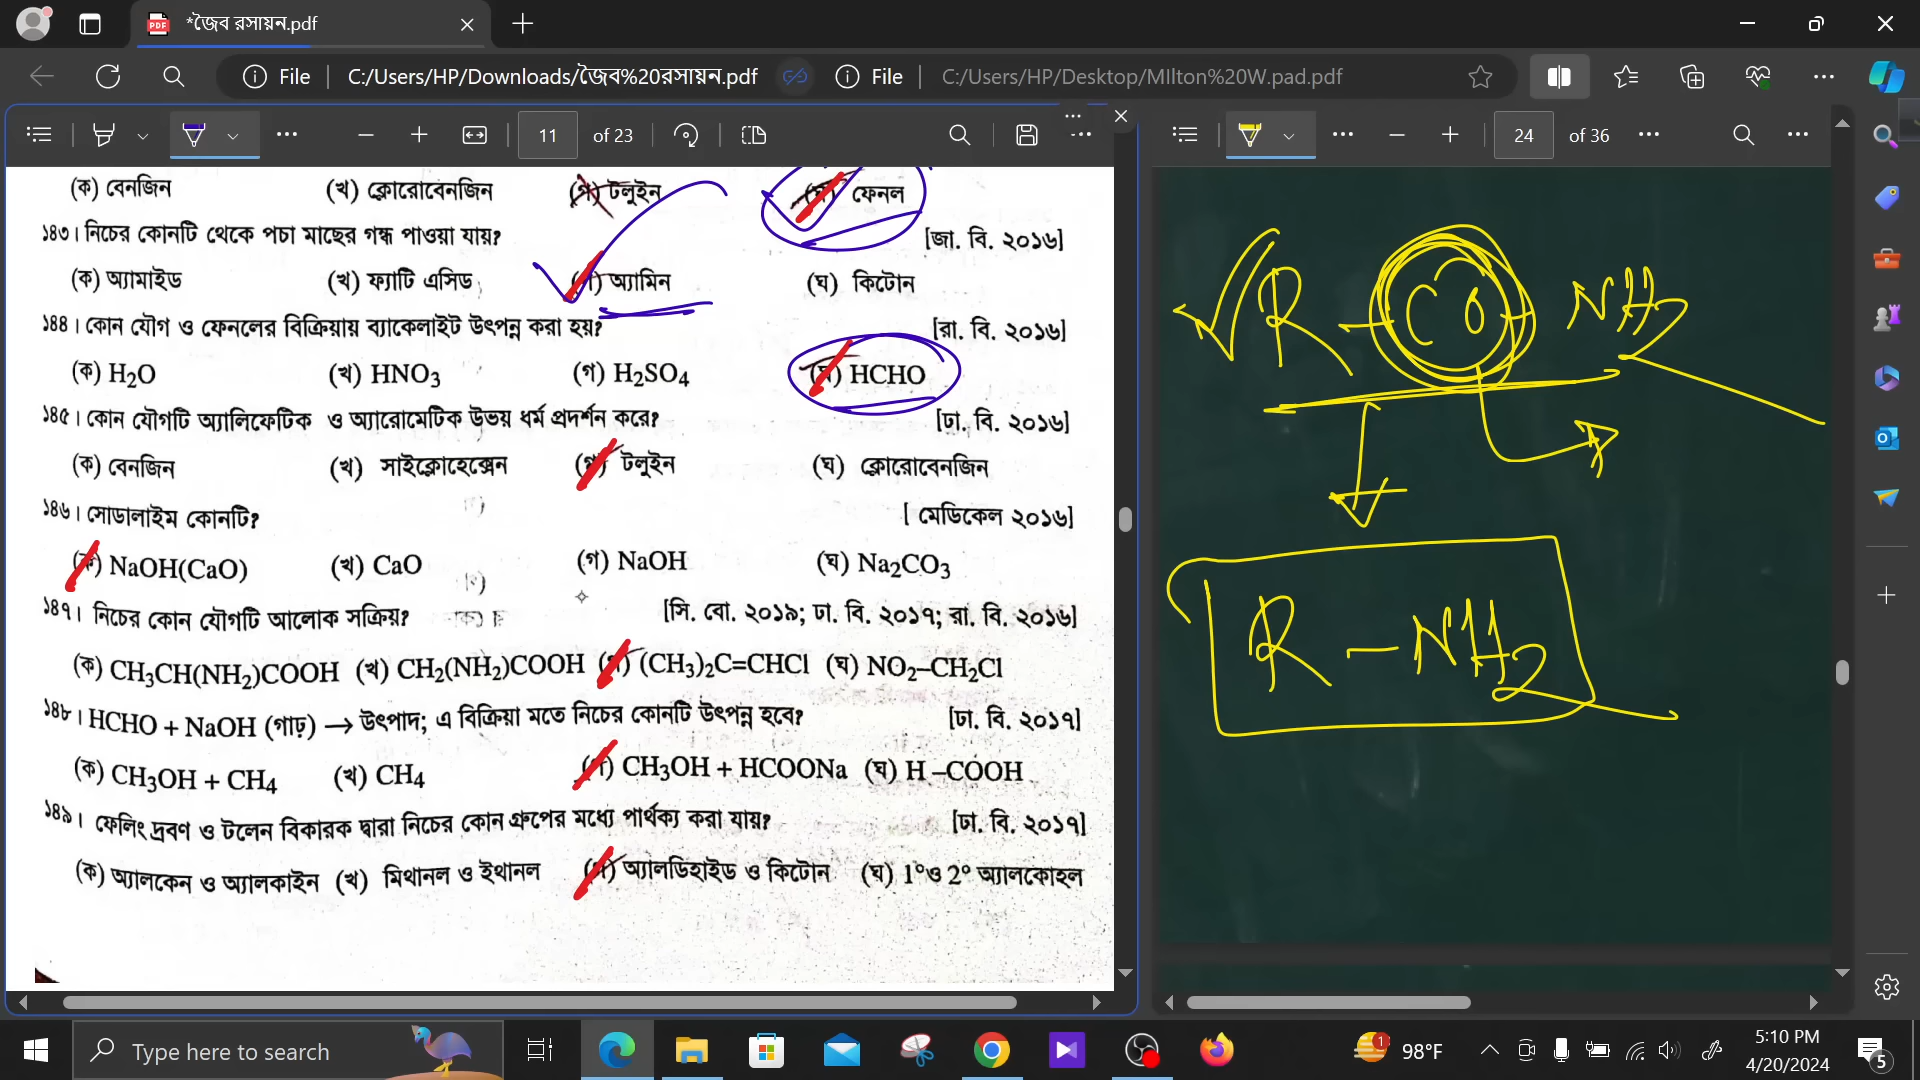 *জৈব রসায়ন.pdf
File | C:/Users/HP/Downloads/জৈব%20রসায়ন.pdf
File | C:/Users/HP/Desktop/MIlton%20W.pad.pdf
11 of 23
24 of 36
(ক) বেনজিন (খ) ক্লোরোবেনজিন (গ) টলুইন (ঘ) ফেনল
১৪৩। নিচের কোনটি থেকে পচা মাছের গন্ধ পাওয়া যায়? [জা. বি. ২০১৬]
(ক) অ্যামাইড (খ) ফ্যাটি এসিড (গ) অ্যামিন (ঘ) কিটোন
১৪৪। কোন যৌগ ও ফেনলের বিক্রিয়ায় ব্যাকেলাইট উৎপন্ন করা হয়? [রা. বি. ২০১৬]
(ক) H2O (খ) HNO3 (গ) H2SO4 (ঘ) HCHO
১৪৫। কোন যৌগটি অ্যালিফেটিক ও অ্যারোমেটিক উভয় ধর্ম প্রদর্শন করে? [ঢা. বি. ২০১৬]
(ক) বেনজিন (খ) সাইক্লোহেক্সেন (গ) টলুইন (ঘ) ক্লোরোবেনজিন
১৪৬। সোডালাইম কোনটি? [ মেডিকেল ২০১৬]
(ক) NaOH(CaO) (খ) CaO (গ) NaOH (ঘ) Na2CO3
১৪৭। নিচের কোন যৌগটি আলোক সক্রিয়? [সি. বো. ২০১৯; ঢা. বি. ২০১৭; রা. বি. ২০১৬]
(ক) CH3CH(NH2)COOH (খ) CH2(NH2)COOH (গ) (CH3)2C=CHCl (ঘ) NO2–CH2Cl
১৪৮। HCHO + NaOH (গাঢ়) → উৎপাদ; এ বিক্রিয়া মতে নিচের কোনটি উৎপন্ন হবে? [ঢা. বি. ২০১৭]
(ক) CH3OH + CH4 (খ) CH4 (গ) CH3OH + HCOONa (ঘ) H –COOH
১৪৯। ফেলিং দ্রবণ ও টলেন বিকারক দ্বারা নিচের কোন গ্রুপের মধ্যে পার্থক্য করা যায়? [ঢা. বি. ২০১৭]
(ক) অ্যালকেন ও অ্যালকাইন (খ) মিথানল ও ইথানল (গ) অ্যালডিহাইড ও কিটোন (ঘ) 1°ও 2° অ্যালকোহল
R – CO – NH2
R – NH2
Type here to search
1
98°F
5:10 PM
4/20/2024
5